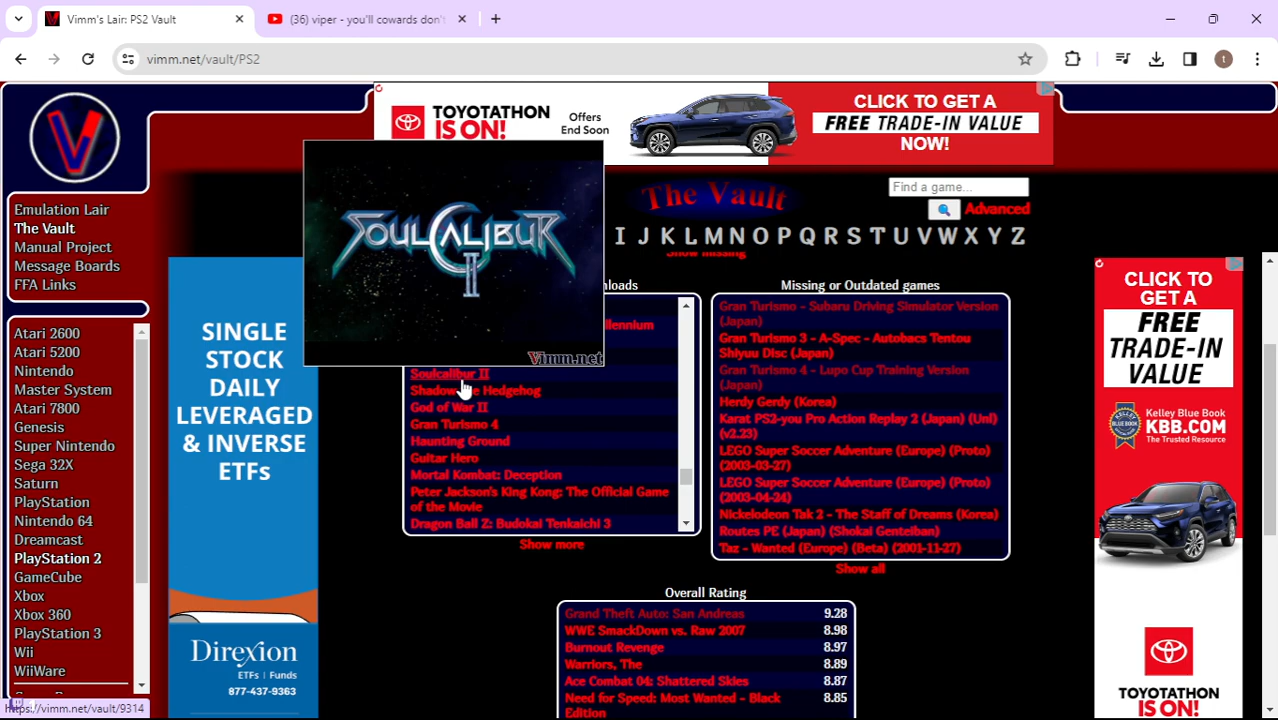 Vimm's Lair: PS2 Vault
(36) viper - you'll cowards don't
vimm.net/vault/PS2
t
TOYOTATHON
IS ON!
Offers
End Soon
CLICK TO GET A
FREE TRADE-IN VALUE
NOW!
V
Emulation Lair
The Vault
Manual Project
Message Boards
FFA Links
Atari 2600
Atari 5200
Nintendo
Master System
Atari 7800
Genesis
Super Nintendo
Sega 32X
Saturn
PlayStation
Nintendo 64
Dreamcast
PlayStation 2
GameCube
Xbox
Xbox 360
PlayStation 3
Wii
WiiWare
https://vimm.net/vault/9314
SINGLE
STOCK
DAILY
LEVERAGED
& INVERSE
ETFs
Direxion
ETFs | Funds
877-437-9363
SOULCALIBUR
II
Vimm.net
The Vault
Find a game...
Advanced
I J K L M N O P Q R S T U V W X Y Z
Show missing
nloads
llennium
Soulcalibur II
Shadow the Hedgehog
God of War II
Gran Turismo 4
Haunting Ground
Guitar Hero
Mortal Kombat: Deception
Peter Jackson's King Kong: The Official Game
of the Movie
Dragon Ball Z: Budokai Tenkaichi 3
Show more
Missing or Outdated games
Gran Turismo - Subaru Driving Simulator Version
(Japan)
Gran Turismo 3 - A-Spec - Autobacs Tentou
Shiyuu Disc (Japan)
Gran Turismo 4 - Lupo Cup Training Version
(Japan)
Herdy Gerdy (Korea)
Karat PS2-you Pro Action Replay 2 (Japan) (Unl)
(v2.23)
LEGO Super Soccer Adventure (Europe) (Proto)
(2003-03-27)
LEGO Super Soccer Adventure (Europe) (Proto)
(2003-04-24)
Nickelodeon Tak 2 - The Staff of Dreams (Korea)
Routes PE (Japan) (Shokai Genteiban)
Taz - Wanted (Europe) (Beta) (2001-11-27)
Show all
Overall Rating
Grand Theft Auto: San Andreas 9.28
WWE SmackDown vs. Raw 2007 8.98
Burnout Revenge 8.97
Warriors, The 8.89
Ace Combat 04: Shattered Skies 8.87
Need for Speed: Most Wanted - Black 8.85
Edition
CLICK TO
GET A
FREE
TRADE-IN
VALUE
Kelley Blue Book
KBB.COM
The Trusted Resource
TOYOTATHON
IS ON!